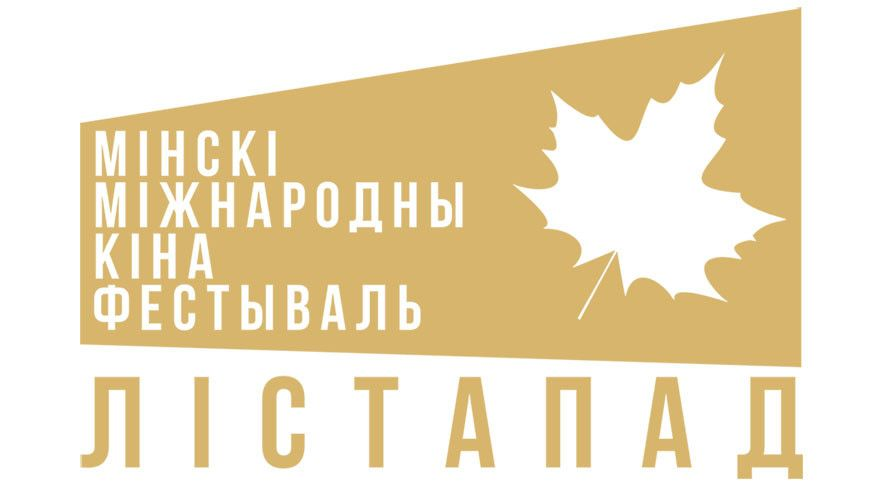 МІНСКІ
МІЖНАРОДНЫ
КІНА
ФЕСТЫВАЛЬ
ЛІСТАПАД